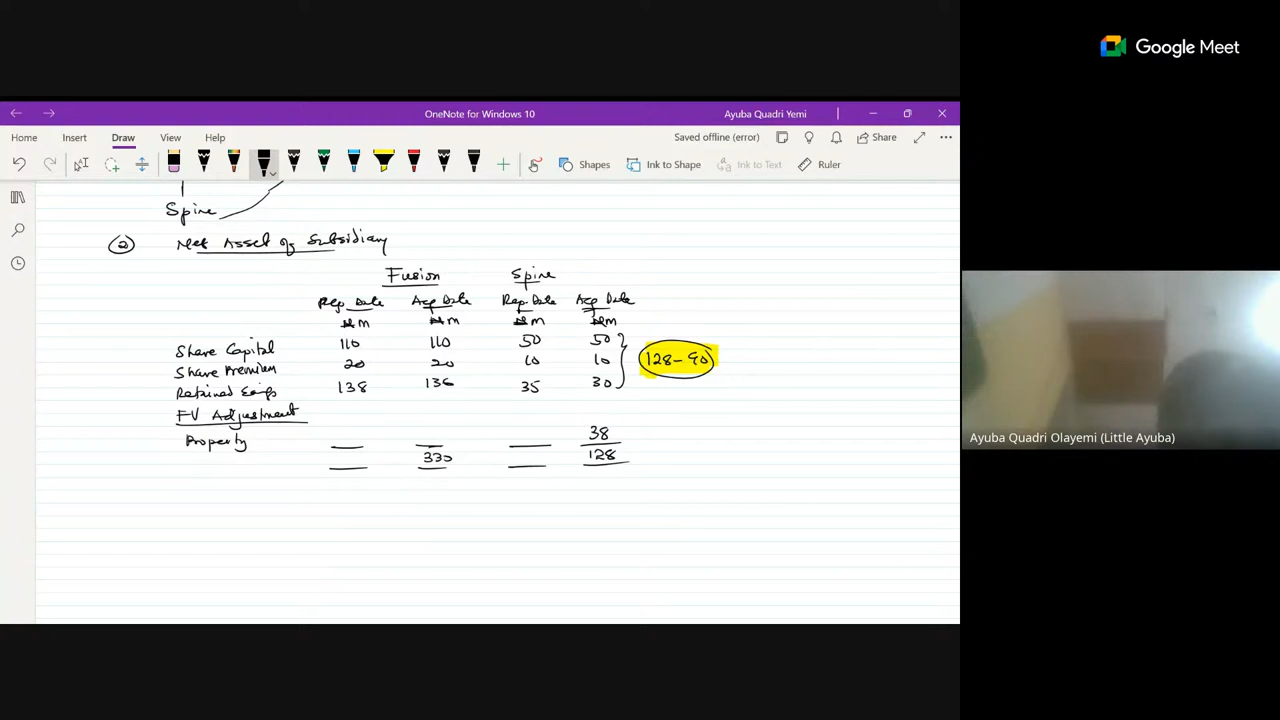 Google Meet
OneNote for Windows 10
Ayuba Quadri Yemi
Home Insert Draw View Help
Saved offline (error)
Share
Shapes
Ink to Shape
Ink to Text
Ruler
Spine
2 Net Asset of Subsidiary
Fusion Spine
Rep. Date Acq Date Rep. Date Acq Date
₦m ₦m ₦m ₦m
Share Capital 110 110 50 50
Share Premium 20 20 10 10
128-90
Retained Earngs 138 136 35 30
FV Adjustment
Property 38
330 128
Ayuba Quadri Olayemi (Little Ayuba)